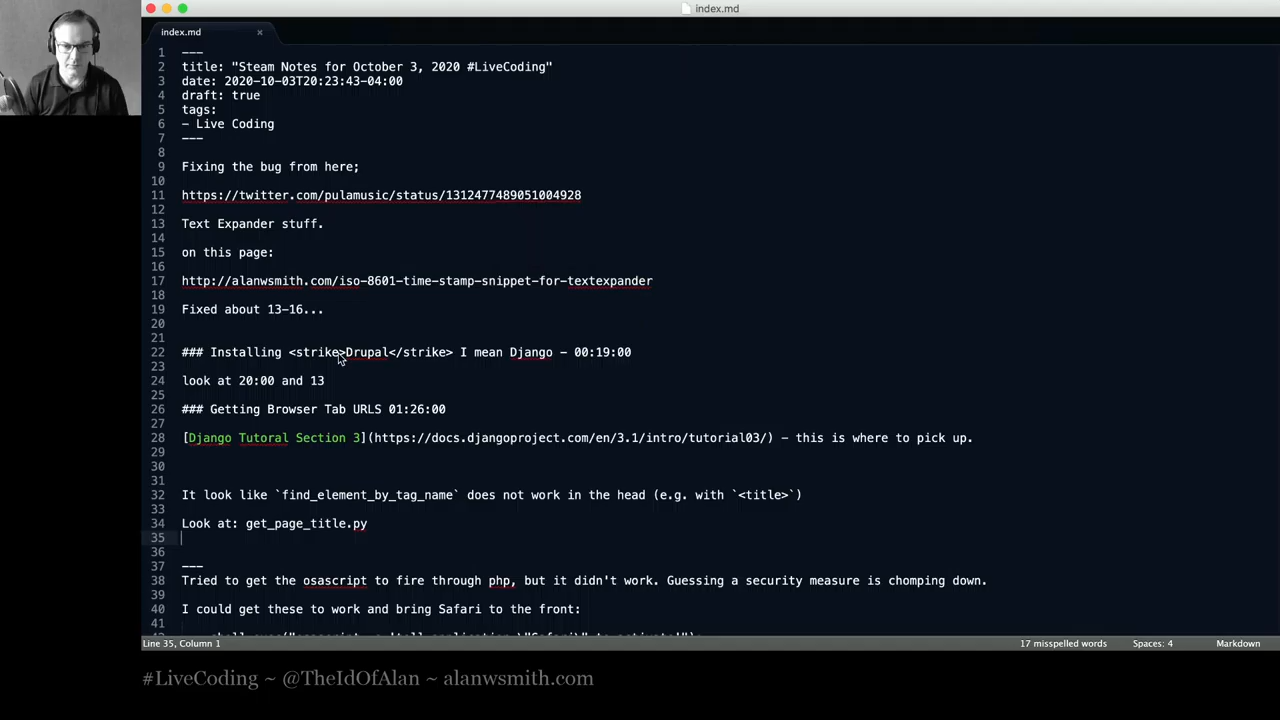 index.md
index.md ×
1 ---
2 title: "Steam Notes for October 3, 2020 #LiveCoding"
3 date: 2020-10-03T20:23:43-04:00
4 draft: true
5 tags:
6 - Live Coding
7 ---
8
9 Fixing the bug from here;
10
11 https://twitter.com/pulamusic/status/1312477489051004928
12
13 Text Expander stuff.
14
15 on this page:
16
17 http://alanwsmith.com/iso-8601-time-stamp-snippet-for-textexpander
18
19 Fixed about 13-16...
20
21
22 ### Installing <strike>Drupal</strike> I mean Django - 00:19:00
23
24 look at 20:00 and 13
25
26 ### Getting Browser Tab URLS 01:26:00
27
28 [Django Tutoral Section 3](https://docs.djangoproject.com/en/3.1/intro/tutorial03/) - this is where to pick up.
29
30
31
32 It look like `find_element_by_tag_name` does not work in the head (e.g. with `<title>`)
33
34 Look at: get_page_title.py
35
36
37 ---
38 Tried to get the osascript to fire through php, but it didn't work. Guessing a security measure is chomping down.
39
40 I could get these to work and bring Safari to the front:
41
Line 35, Column 1
17 misspelled words
Spaces: 4
Markdown
#LiveCoding ~ @TheIdOfAlan ~ alanwsmith.com